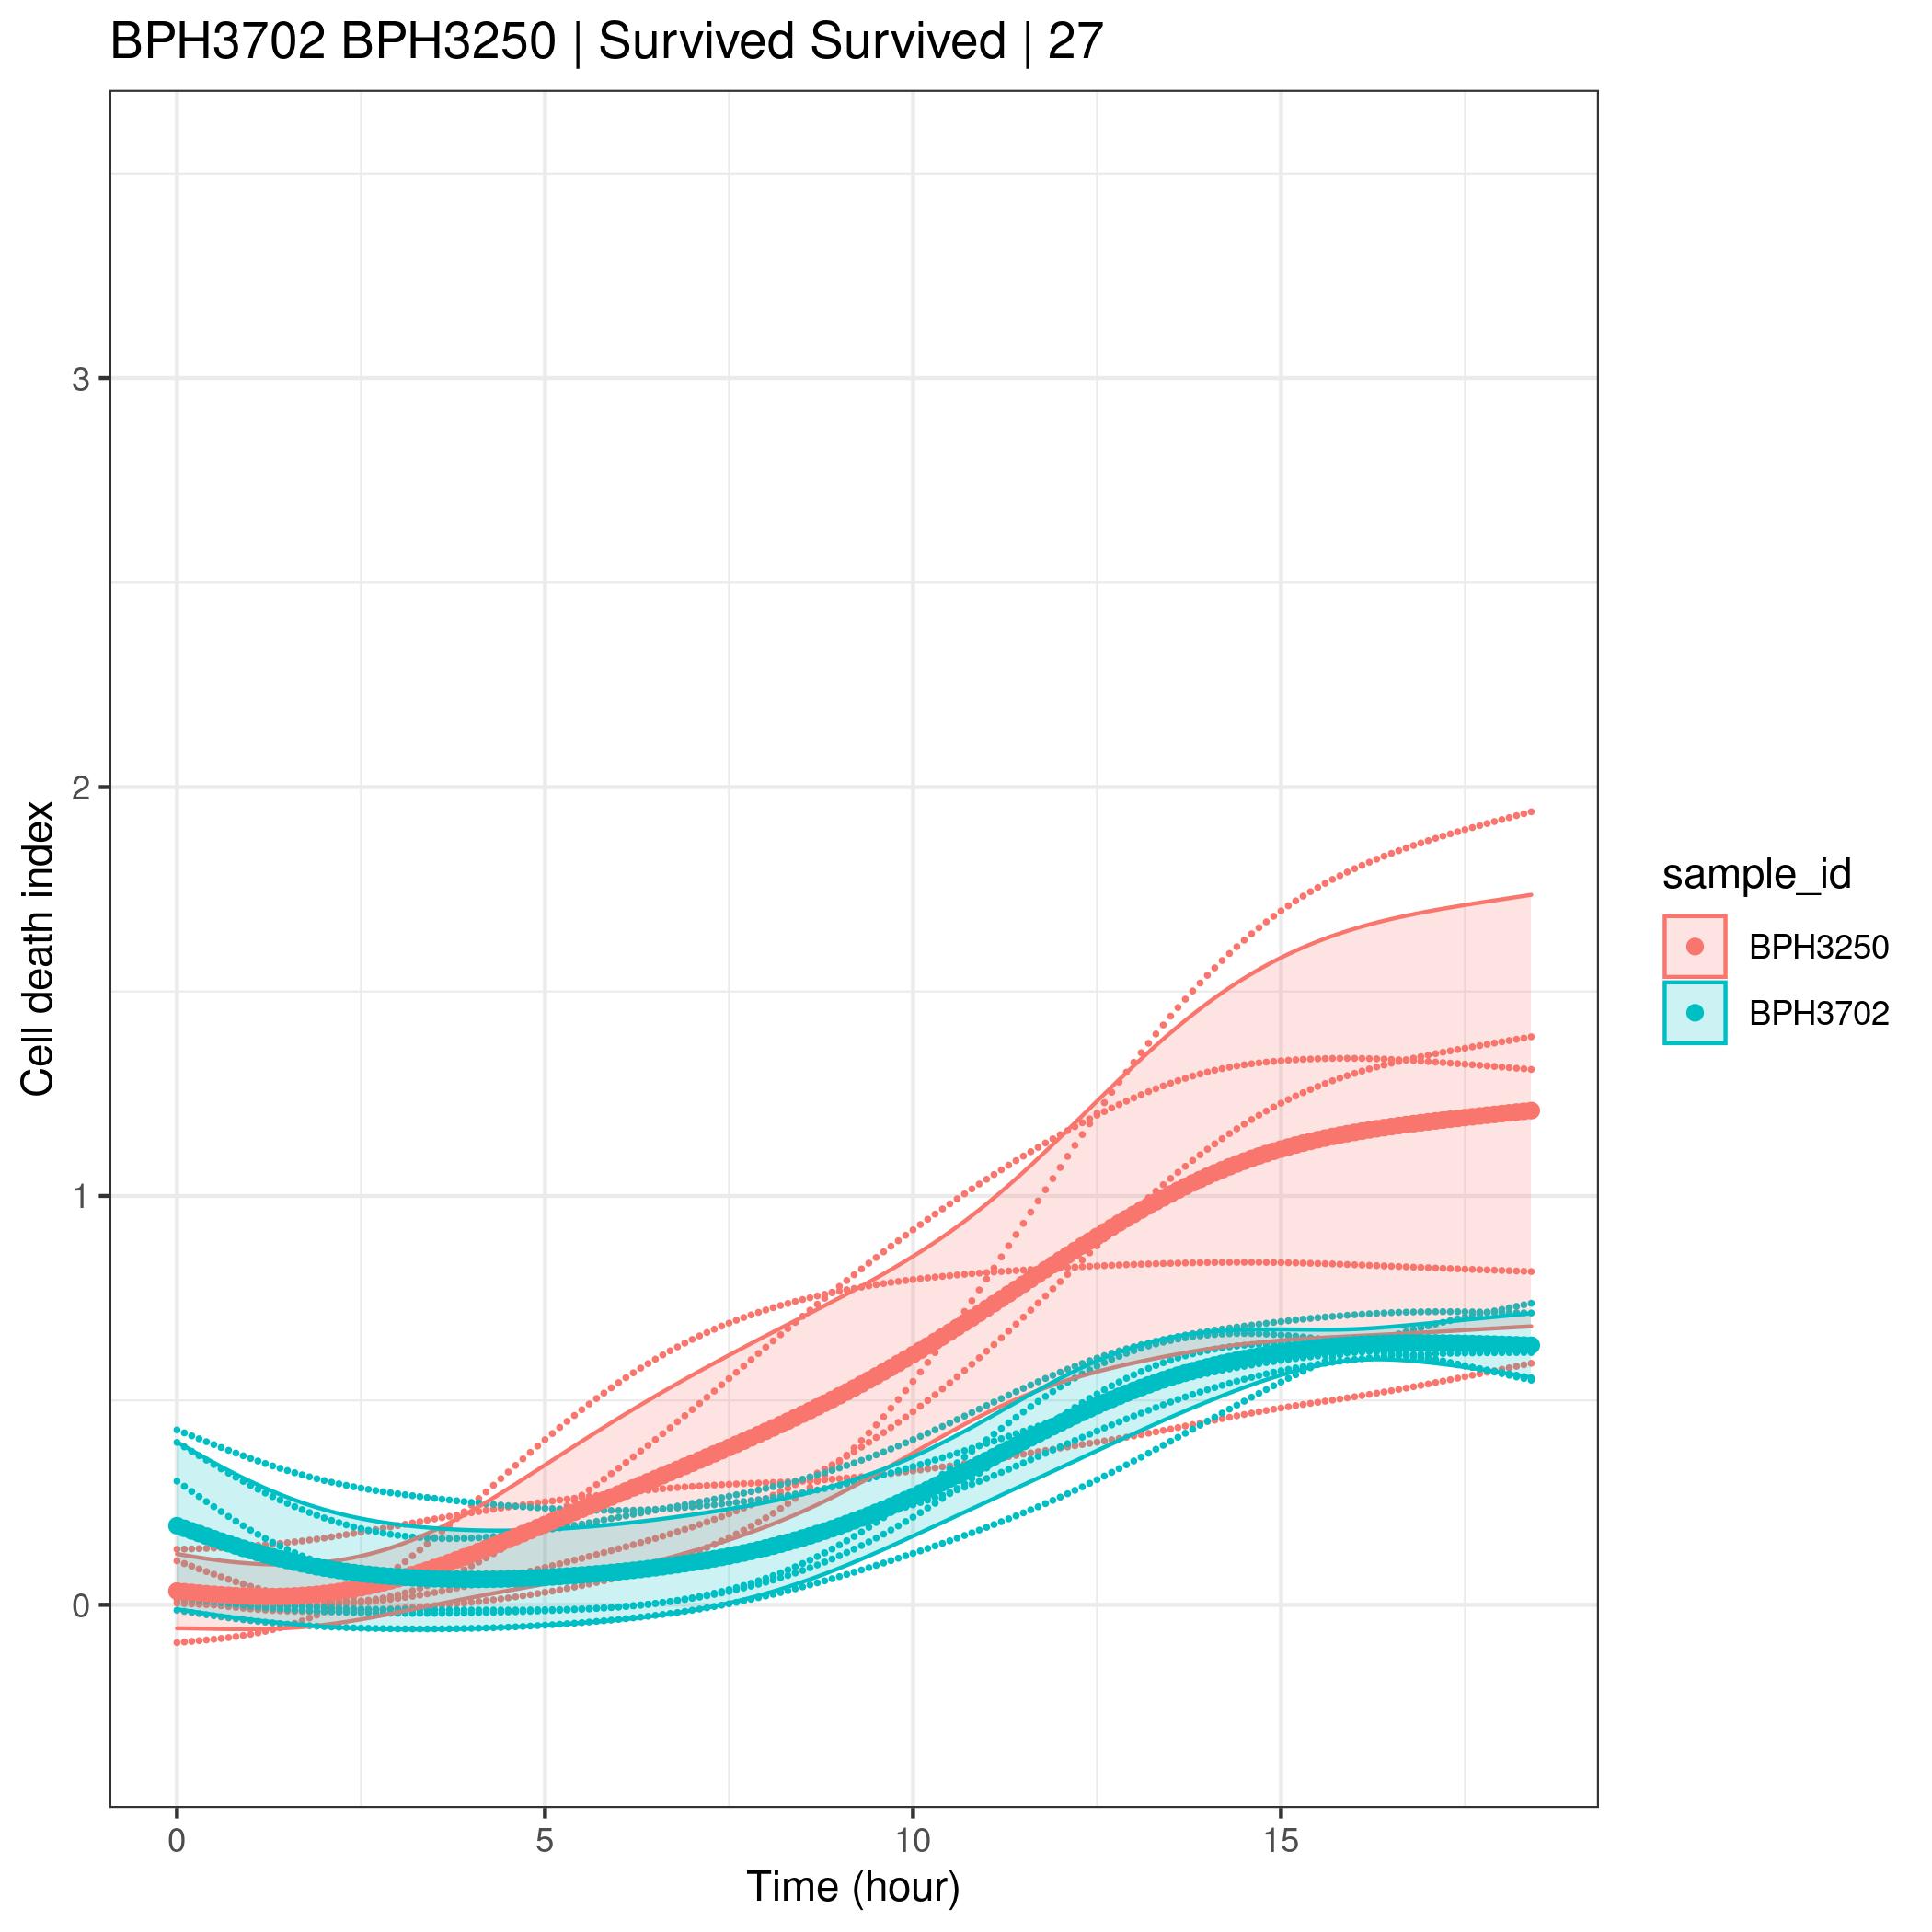 BPH3702 BPH3250 | Survived Survived | 27
3
2
1
0
Cell death index
0 5 10 15
Time (hour)
sample_id
BPH3250
BPH3702